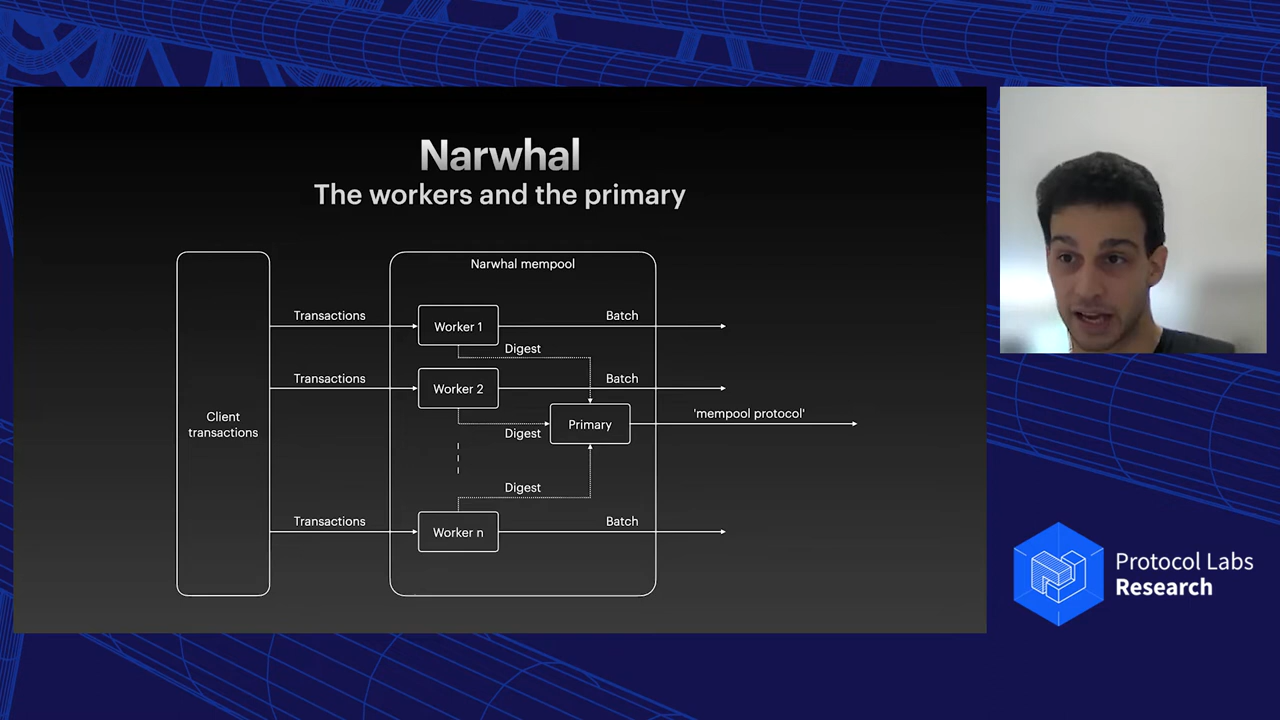 Narwhal
The workers and the primary
Narwhal mempool
Transactions
Worker 1
Batch
Digest
Transactions
Worker 2
Batch
Client
transactions
Digest
Primary
'mempool protocol'
Digest
Transactions
Worker n
Batch
Protocol Labs
Research